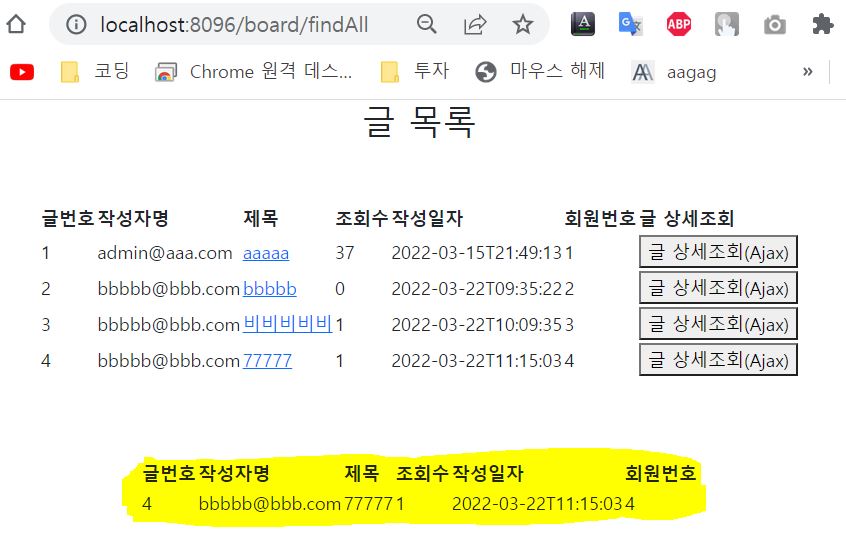 localhost:8096/board/findAll
A
G
ABP
코딩 Chrome 원격 데스... 투자 마우스 해제 AA aagag »
글 목록
글번호 작성자명 제목 조회수 작성일자 회원번호 글 상세조회
1 admin@aaa.com aaaaa 37 2022-03-15T21:49:13 1 글 상세조회(Ajax)
2 bbbbb@bbb.com bbbbb 0 2022-03-22T09:35:22 2 글 상세조회(Ajax)
3 bbbbb@bbb.com 비비비비비 1 2022-03-22T10:09:35 3 글 상세조회(Ajax)
4 bbbbb@bbb.com 77777 1 2022-03-22T11:15:03 4 글 상세조회(Ajax)
글번호 작성자명 제목 조회수 작성일자 회원번호
4 bbbbb@bbb.com 77777 1 2022-03-22T11:15:03 4